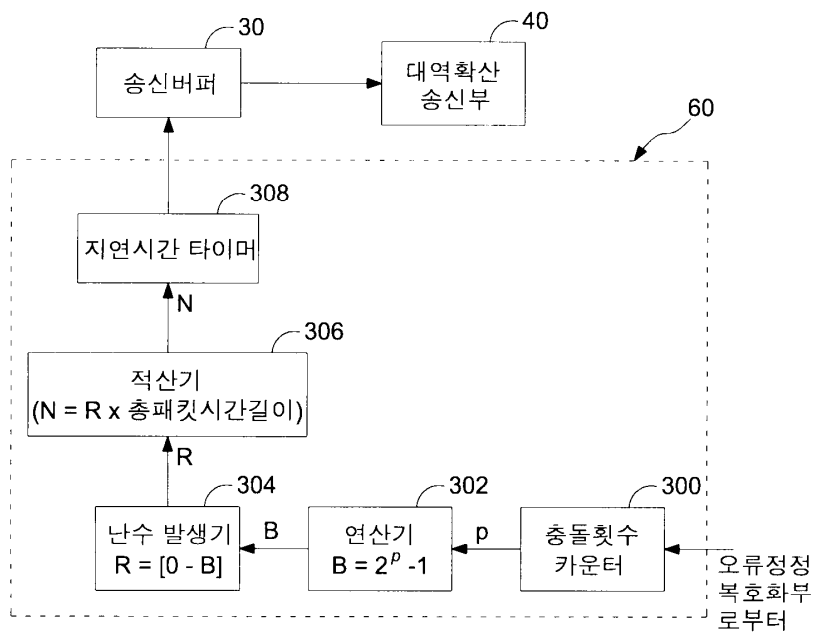 30
송신버퍼
40
대역확산
송신부
60
308
지연시간 타이머
N
306
적산기
(N = R x 총패킷시간길이)
R
304
난수 발생기
R = [0 - B]
B
302
연산기
B = 2^p -1
p
300
충돌횟수
카운터
오류정정
복호화부
로부터